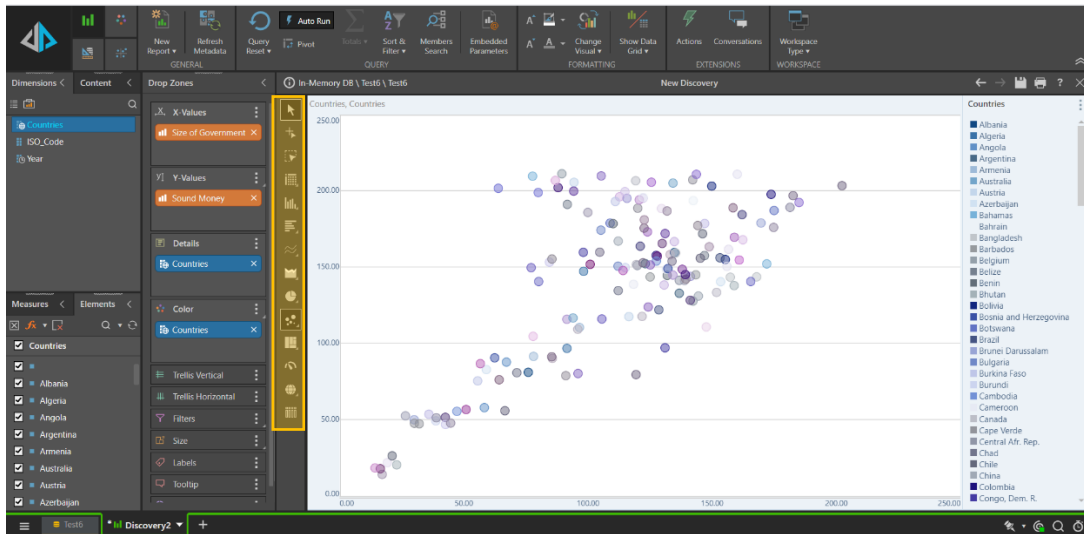 New Report
Refresh Metadata
GENERAL
Query Reset
Auto Run
Pivot
Totals
Sort & Filter
Members Search
QUERY
Embedded Parameters
Change Visual
Show Data Grid
FORMATTING
Actions
Conversations
EXTENSIONS
Workspace Type
WORKSPACE
Dimensions
Content
Drop Zones
In-Memory DB \ Test6 \ Test6
New Discovery
Countries
ISO_Code
Year
Measures
Elements
Countries
Albania
Algeria
Angola
Argentina
Armenia
Australia
Austria
Azerbaijan
X-Values
Size of Government
Y-Values
Sound Money
Details
Countries
Color
Countries
Trellis Vertical
Trellis Horizontal
Filters
Size
Labels
Tooltip
Countries, Countries
250.00
200.00
150.00
100.00
50.00
0.00
0.00 50.00 100.00 150.00 200.00 250.00
Countries
Albania
Algeria
Angola
Argentina
Armenia
Australia
Austria
Azerbaijan
Bahamas
Bahrain
Bangladesh
Barbados
Belgium
Belize
Benin
Bhutan
Bolivia
Bosnia and Herzegovina
Botswana
Brazil
Brunei Darussalam
Bulgaria
Burkina Faso
Burundi
Cambodia
Cameroon
Canada
Cape Verde
Central Afr. Rep.
Chad
Chile
China
Colombia
Congo, Dem. R.
Test6
Discovery2